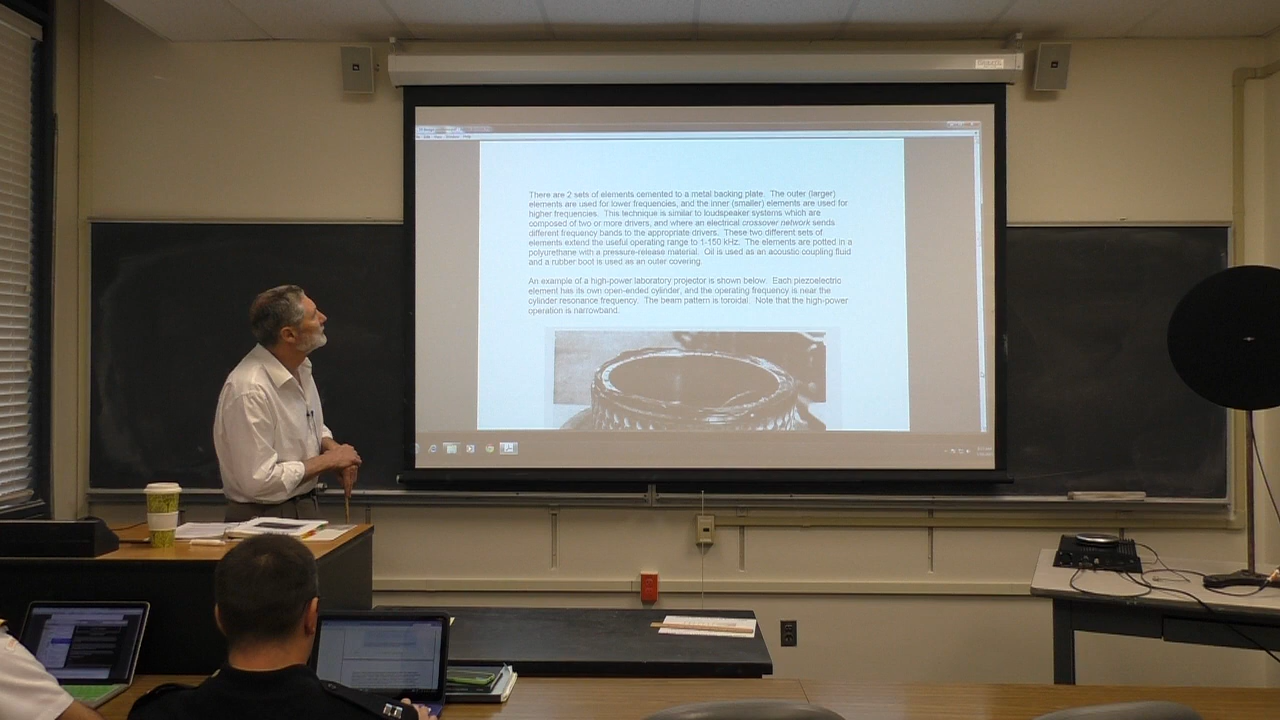 There are 2 sets of elements cemented to a metal backing plate. The outer (larger)
elements are used for lower frequencies, and the inner (smaller) elements are used for
higher frequencies. This technique is similar to loudspeaker systems which are
composed of two or more drivers, and where an electrical crossover network sends
different frequency bands to the appropriate drivers. These two different sets of
elements extend the useful operating range to 1-150 kHz. The elements are potted in a
polyurethane with a pressure-release material. Oil is used as an acoustic coupling fluid
and a rubber boot is used as an outer covering.
An example of a high-power laboratory projector is shown below. Each piezoelectric
element has its own open-ended cylinder, and the operating frequency is near the
cylinder resonance frequency. The beam pattern is toroidal. Note that the high-power
operation is narrowband.